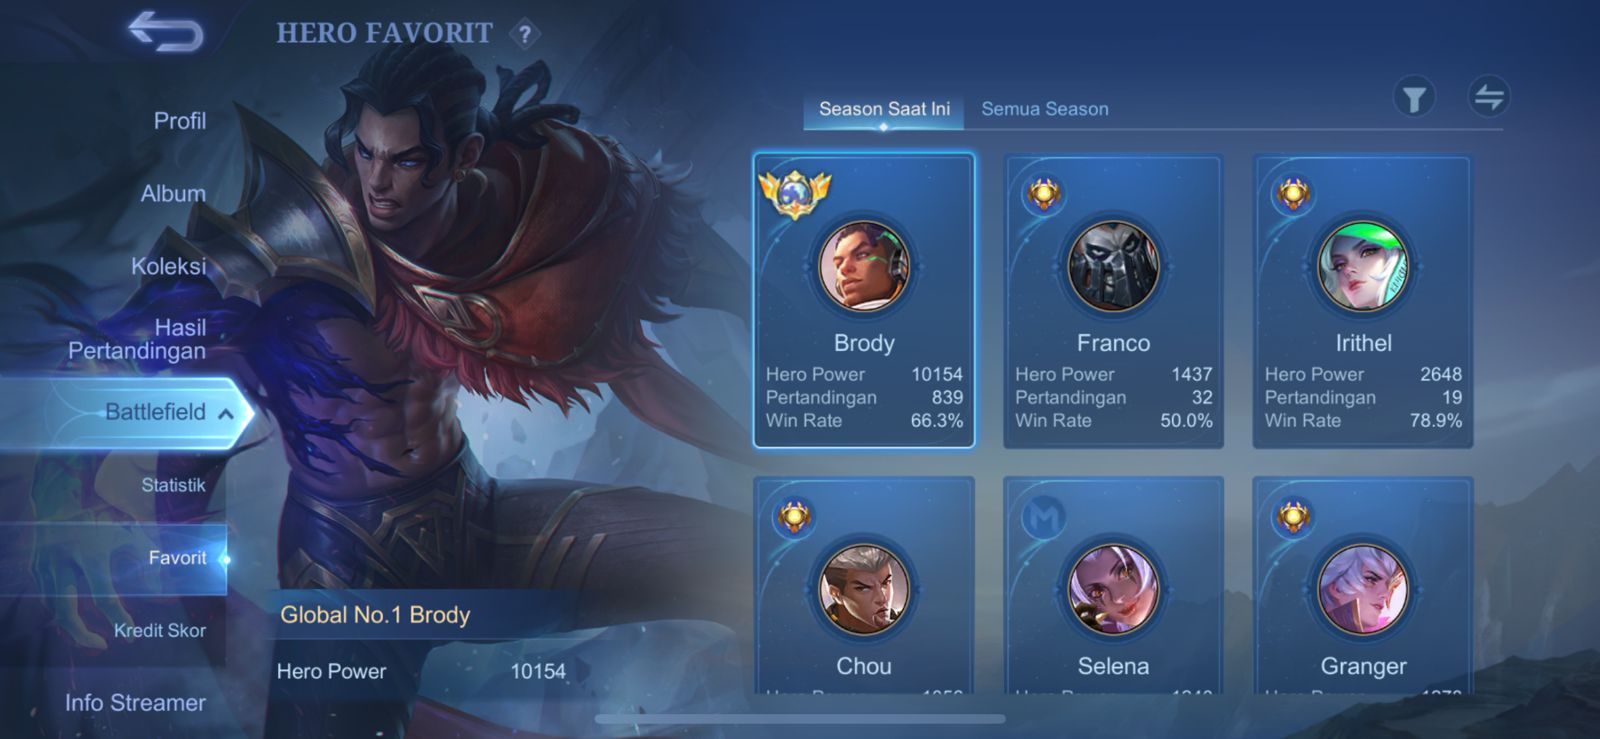 HERO FAVORIT ?
Profil
Album
Koleksi
Hasil
Pertandingan
Battlefield
Statistik
Favorit
Kredit Skor
Info Streamer
Global No.1 Brody
Hero Power 10154
Season Saat Ini
Semua Season
Brody
Hero Power 10154
Pertandingan 839
Win Rate 66.3%
Franco
Hero Power 1437
Pertandingan 32
Win Rate 50.0%
Irithel
Hero Power 2648
Pertandingan 19
Win Rate 78.9%
Chou
M
Selena
Granger